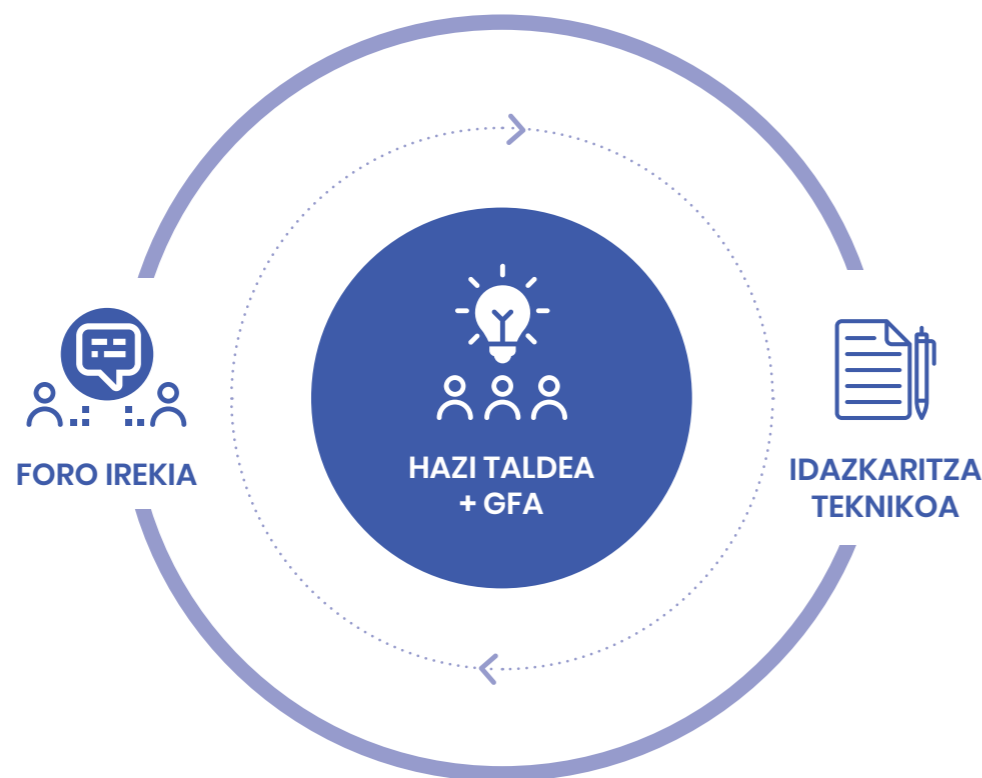 FORO IREKIA
HAZI TALDEA
+ GFA
IDAZKARITZA
TEKNIKOA